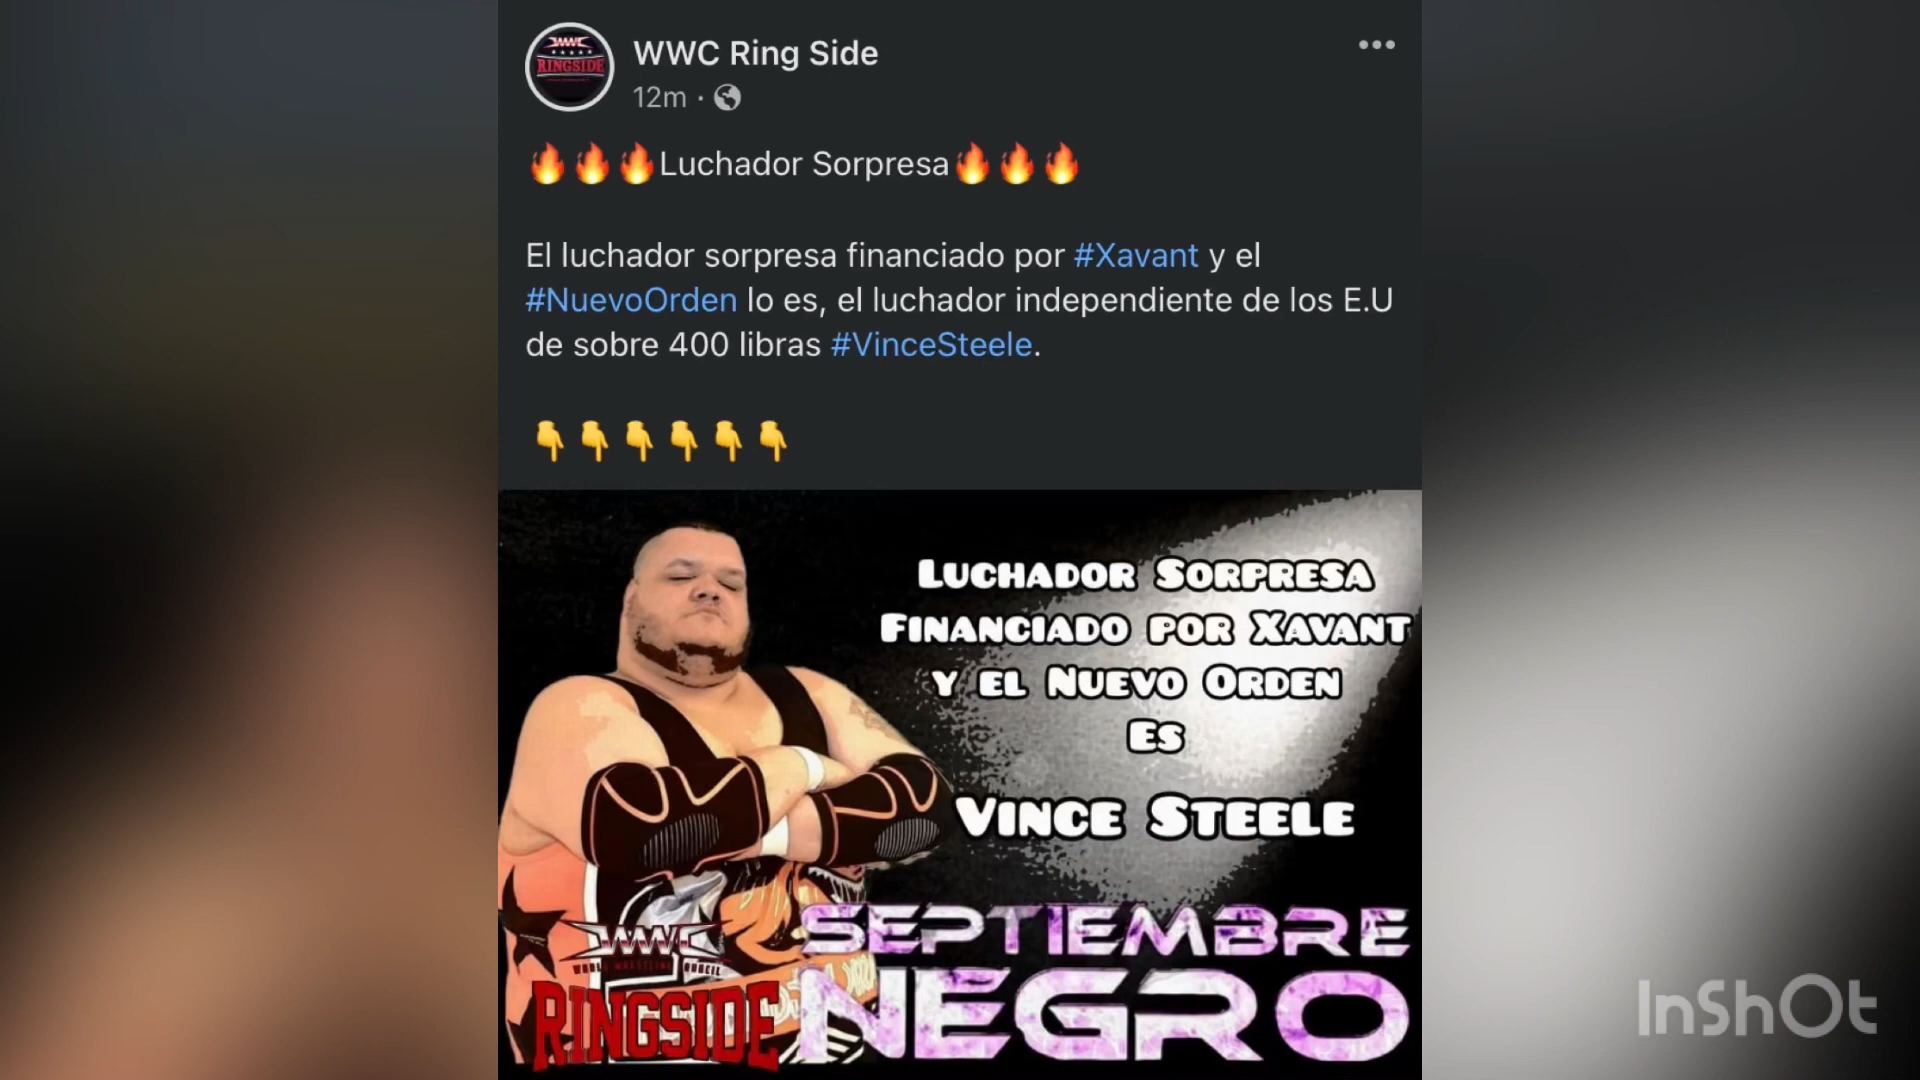 WWC
RINGSIDE
WWC Ring Side
12m ·
🔥🔥🔥Luchador Sorpresa🔥🔥🔥
El luchador sorpresa financiado por #Xavant y el
#NuevoOrden lo es, el luchador independiente de los E.U
de sobre 400 libras #VinceSteele.
👇👇👇👇👇👇
Luchador Sorpresa
Financiado por Xavant
y el Nuevo Orden
Es
Vince Steele
SEPTIEMBRE
NEGRO
WWC
RINGSIDE
InShOt